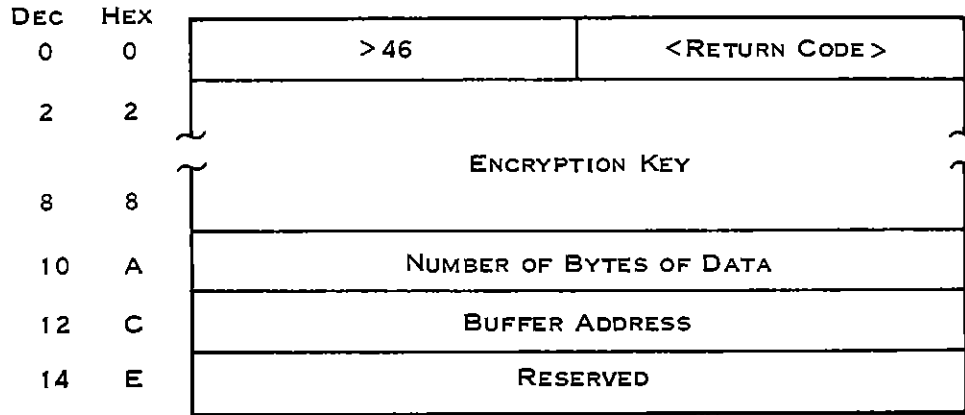 DEC HEX
0 0 >46 <RETURN CODE>
2 2
ENCRYPTION KEY
8 8
10 A NUMBER OF BYTES OF DATA
12 C BUFFER ADDRESS
14 E RESERVED